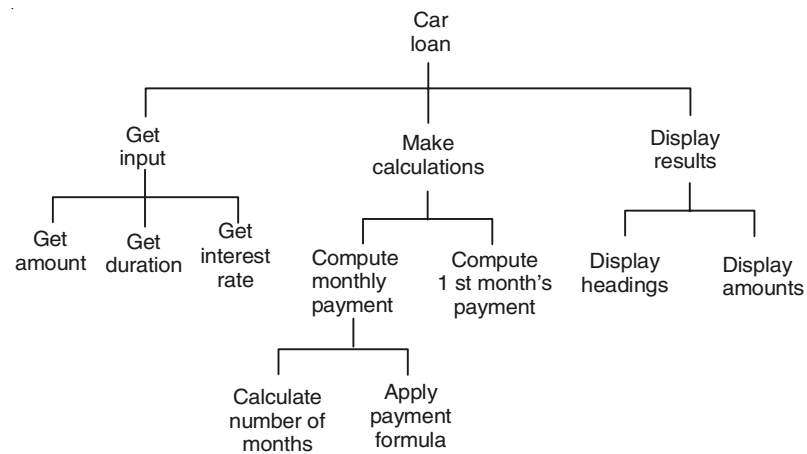 Car
loan
Get
input
Make
calculations
Display
results
Get
amount
Get
duration
Get
interest
rate
Compute
monthly
payment
Compute
1 st month's
payment
Display
headings
Display
amounts
Calculate
number of
months
Apply
payment
formula